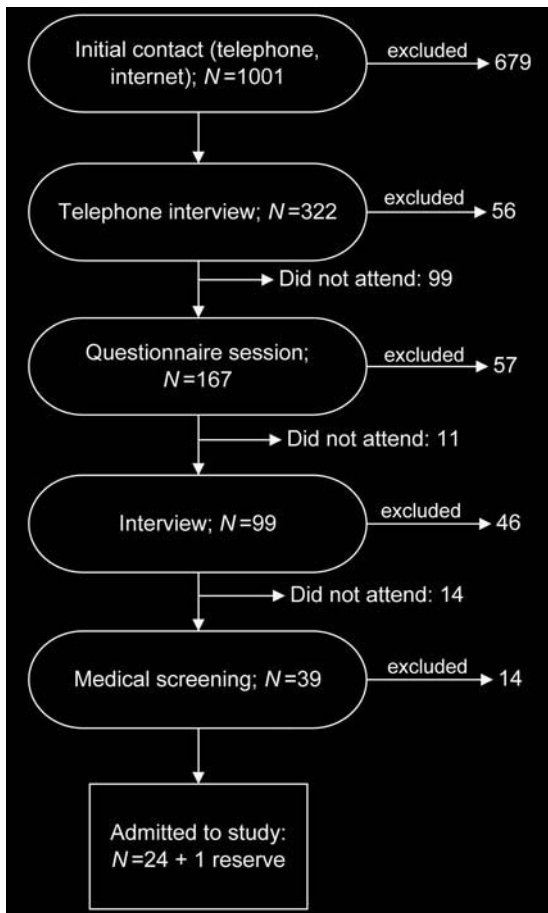 Initial contact (telephone,
internet); N=1001
excluded
679
Telephone interview; N=322
excluded
56
Did not attend: 99
Questionnaire session;
N=167
excluded
57
Did not attend: 11
Interview; N=99
excluded
46
Did not attend: 14
Medical screening; N=39
excluded
14
Admitted to study:
N=24 + 1 reserve